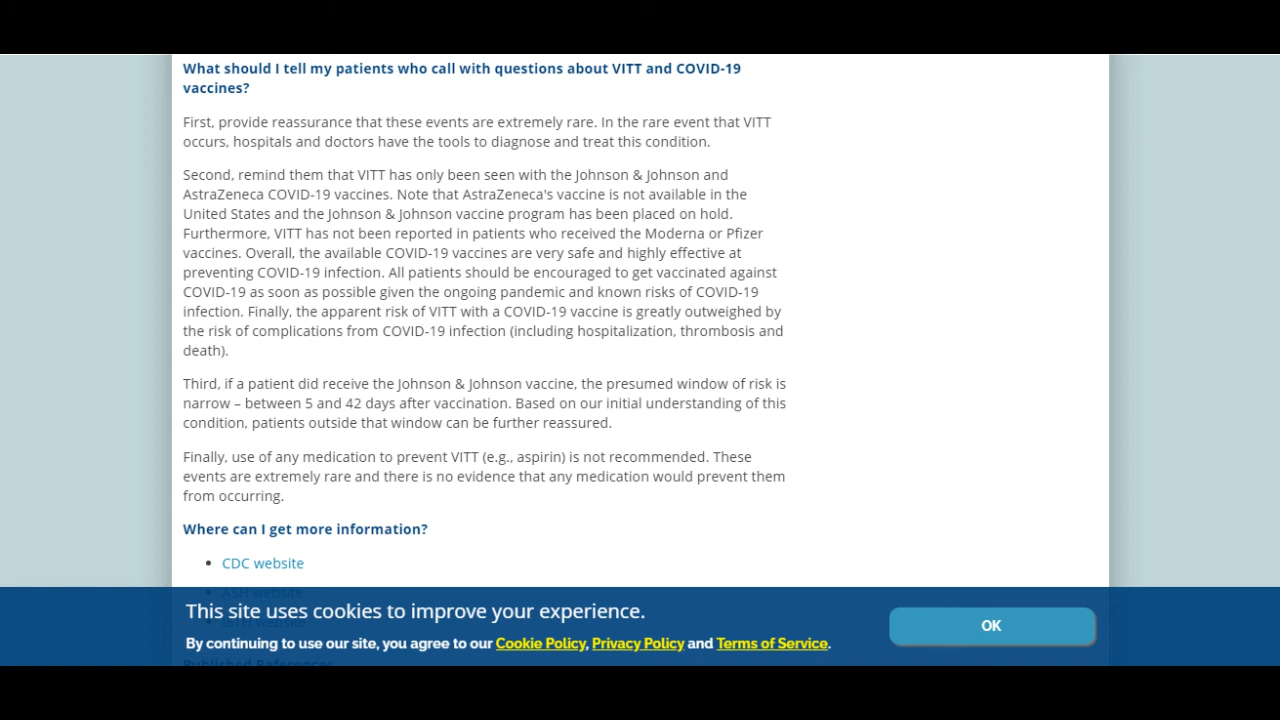 What should I tell my patients who call with questions about VITT and COVID-19
vaccines?
First, provide reassurance that these events are extremely rare. In the rare event that VITT
occurs, hospitals and doctors have the tools to diagnose and treat this condition.
Second, remind them that VITT has only been seen with the Johnson & Johnson and
AstraZeneca COVID-19 vaccines. Note that AstraZeneca's vaccine is not available in the
United States and the Johnson & Johnson vaccine program has been placed on hold.
Furthermore, VITT has not been reported in patients who received the Moderna or Pfizer
vaccines. Overall, the available COVID-19 vaccines are very safe and highly effective at
preventing COVID-19 infection. All patients should be encouraged to get vaccinated against
COVID-19 as soon as possible given the ongoing pandemic and known risks of COVID-19
infection. Finally, the apparent risk of VITT with a COVID-19 vaccine is greatly outweighed by
the risk of complications from COVID-19 infection (including hospitalization, thrombosis and
death).
Third, if a patient did receive the Johnson & Johnson vaccine, the presumed window of risk is
narrow – between 5 and 42 days after vaccination. Based on our initial understanding of this
condition, patients outside that window can be further reassured.
Finally, use of any medication to prevent VITT (e.g., aspirin) is not recommended. These
events are extremely rare and there is no evidence that any medication would prevent them
from occurring.
Where can I get more information?
• CDC website
ASH website
This site uses cookies to improve your experience.
OK
By continuing to use our site, you agree to our Cookie Policy, Privacy Policy and Terms of Service.
Published References